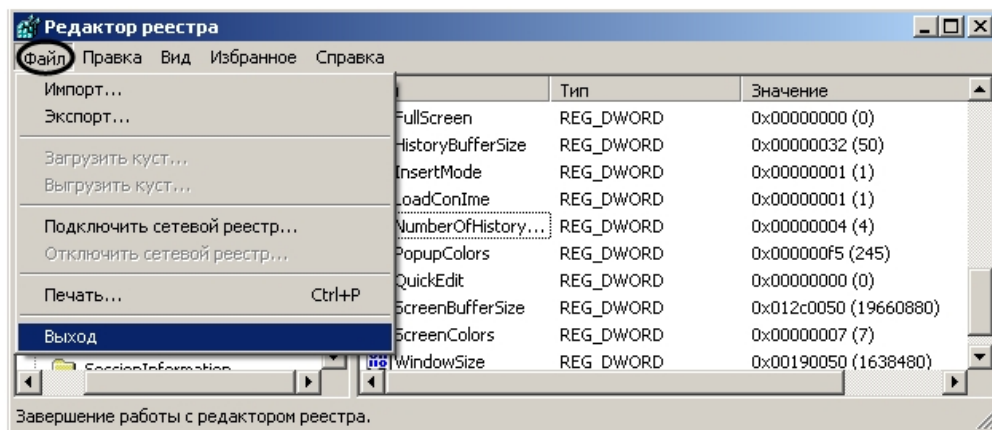 Редактор реестра
Файл Правка Вид Избранное Справка
Импорт...
Экспорт...
Загрузить куст...
Выгрузить куст...
Подключить сетевой реестр...
Отключить сетевой реестр...
Печать... Ctrl+P
Выход
Тип Значение
FullScreen REG_DWORD 0x00000000 (0)
HistoryBufferSize REG_DWORD 0x00000032 (50)
InsertMode REG_DWORD 0x00000001 (1)
LoadConIme REG_DWORD 0x00000001 (1)
NumberOfHistory... REG_DWORD 0x00000004 (4)
PopupColors REG_DWORD 0x000000f5 (245)
QuickEdit REG_DWORD 0x00000000 (0)
ScreenBufferSize REG_DWORD 0x012c0050 (19660880)
ScreenColors REG_DWORD 0x00000007 (7)
WindowSize REG_DWORD 0x00190050 (1638480)
SessionInformation
Завершение работы с редактором реестра.